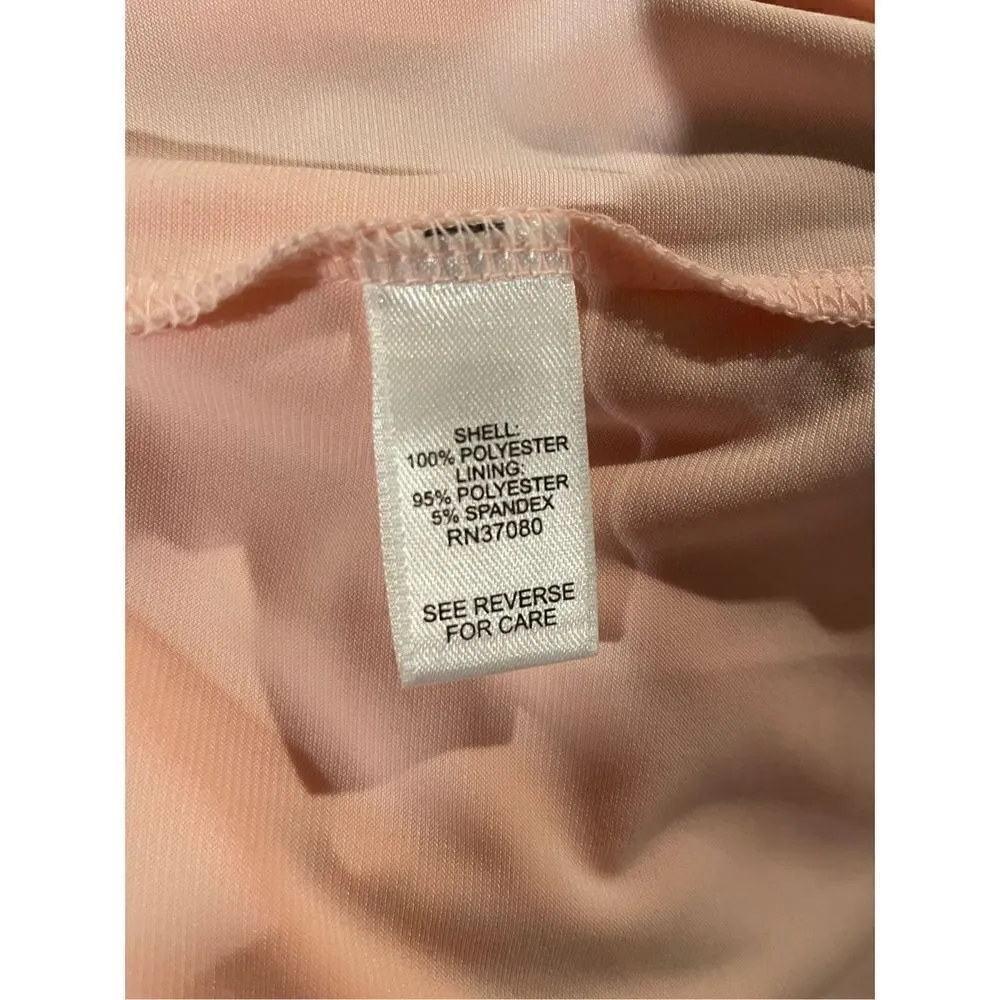 SHELL:
100% POLYESTER
LINING:
95% POLYESTER
5% SPANDEX
RN37080
SEE REVERSE
FOR CARE